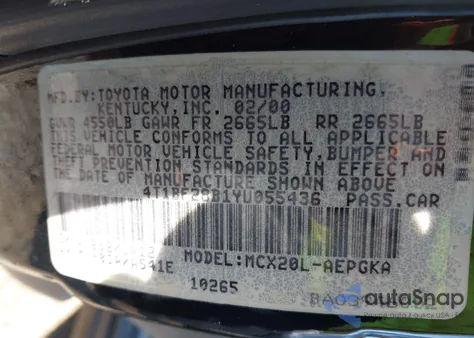 MFD.BY:TOYOTA MOTOR MANUFACTURING,
KENTUCKY,INC. 02/00
GVWR 4550LB GAWR FR 2665LB RR 2665LB
THIS VEHICLE CONFORMS TO ALL APPLICABLE
FEDERAL MOTOR VEHICLE SAFETY,BUMPER AND
THEFT PREVENTION STANDARDS IN EFFECT ON
THE DATE OF MANUFACTURE SHOWN ABOVE
4T1BF28B1YU055436 PASS.CAR
A541E MODEL:MCX20L-AEPGKA
10265
autoSnap